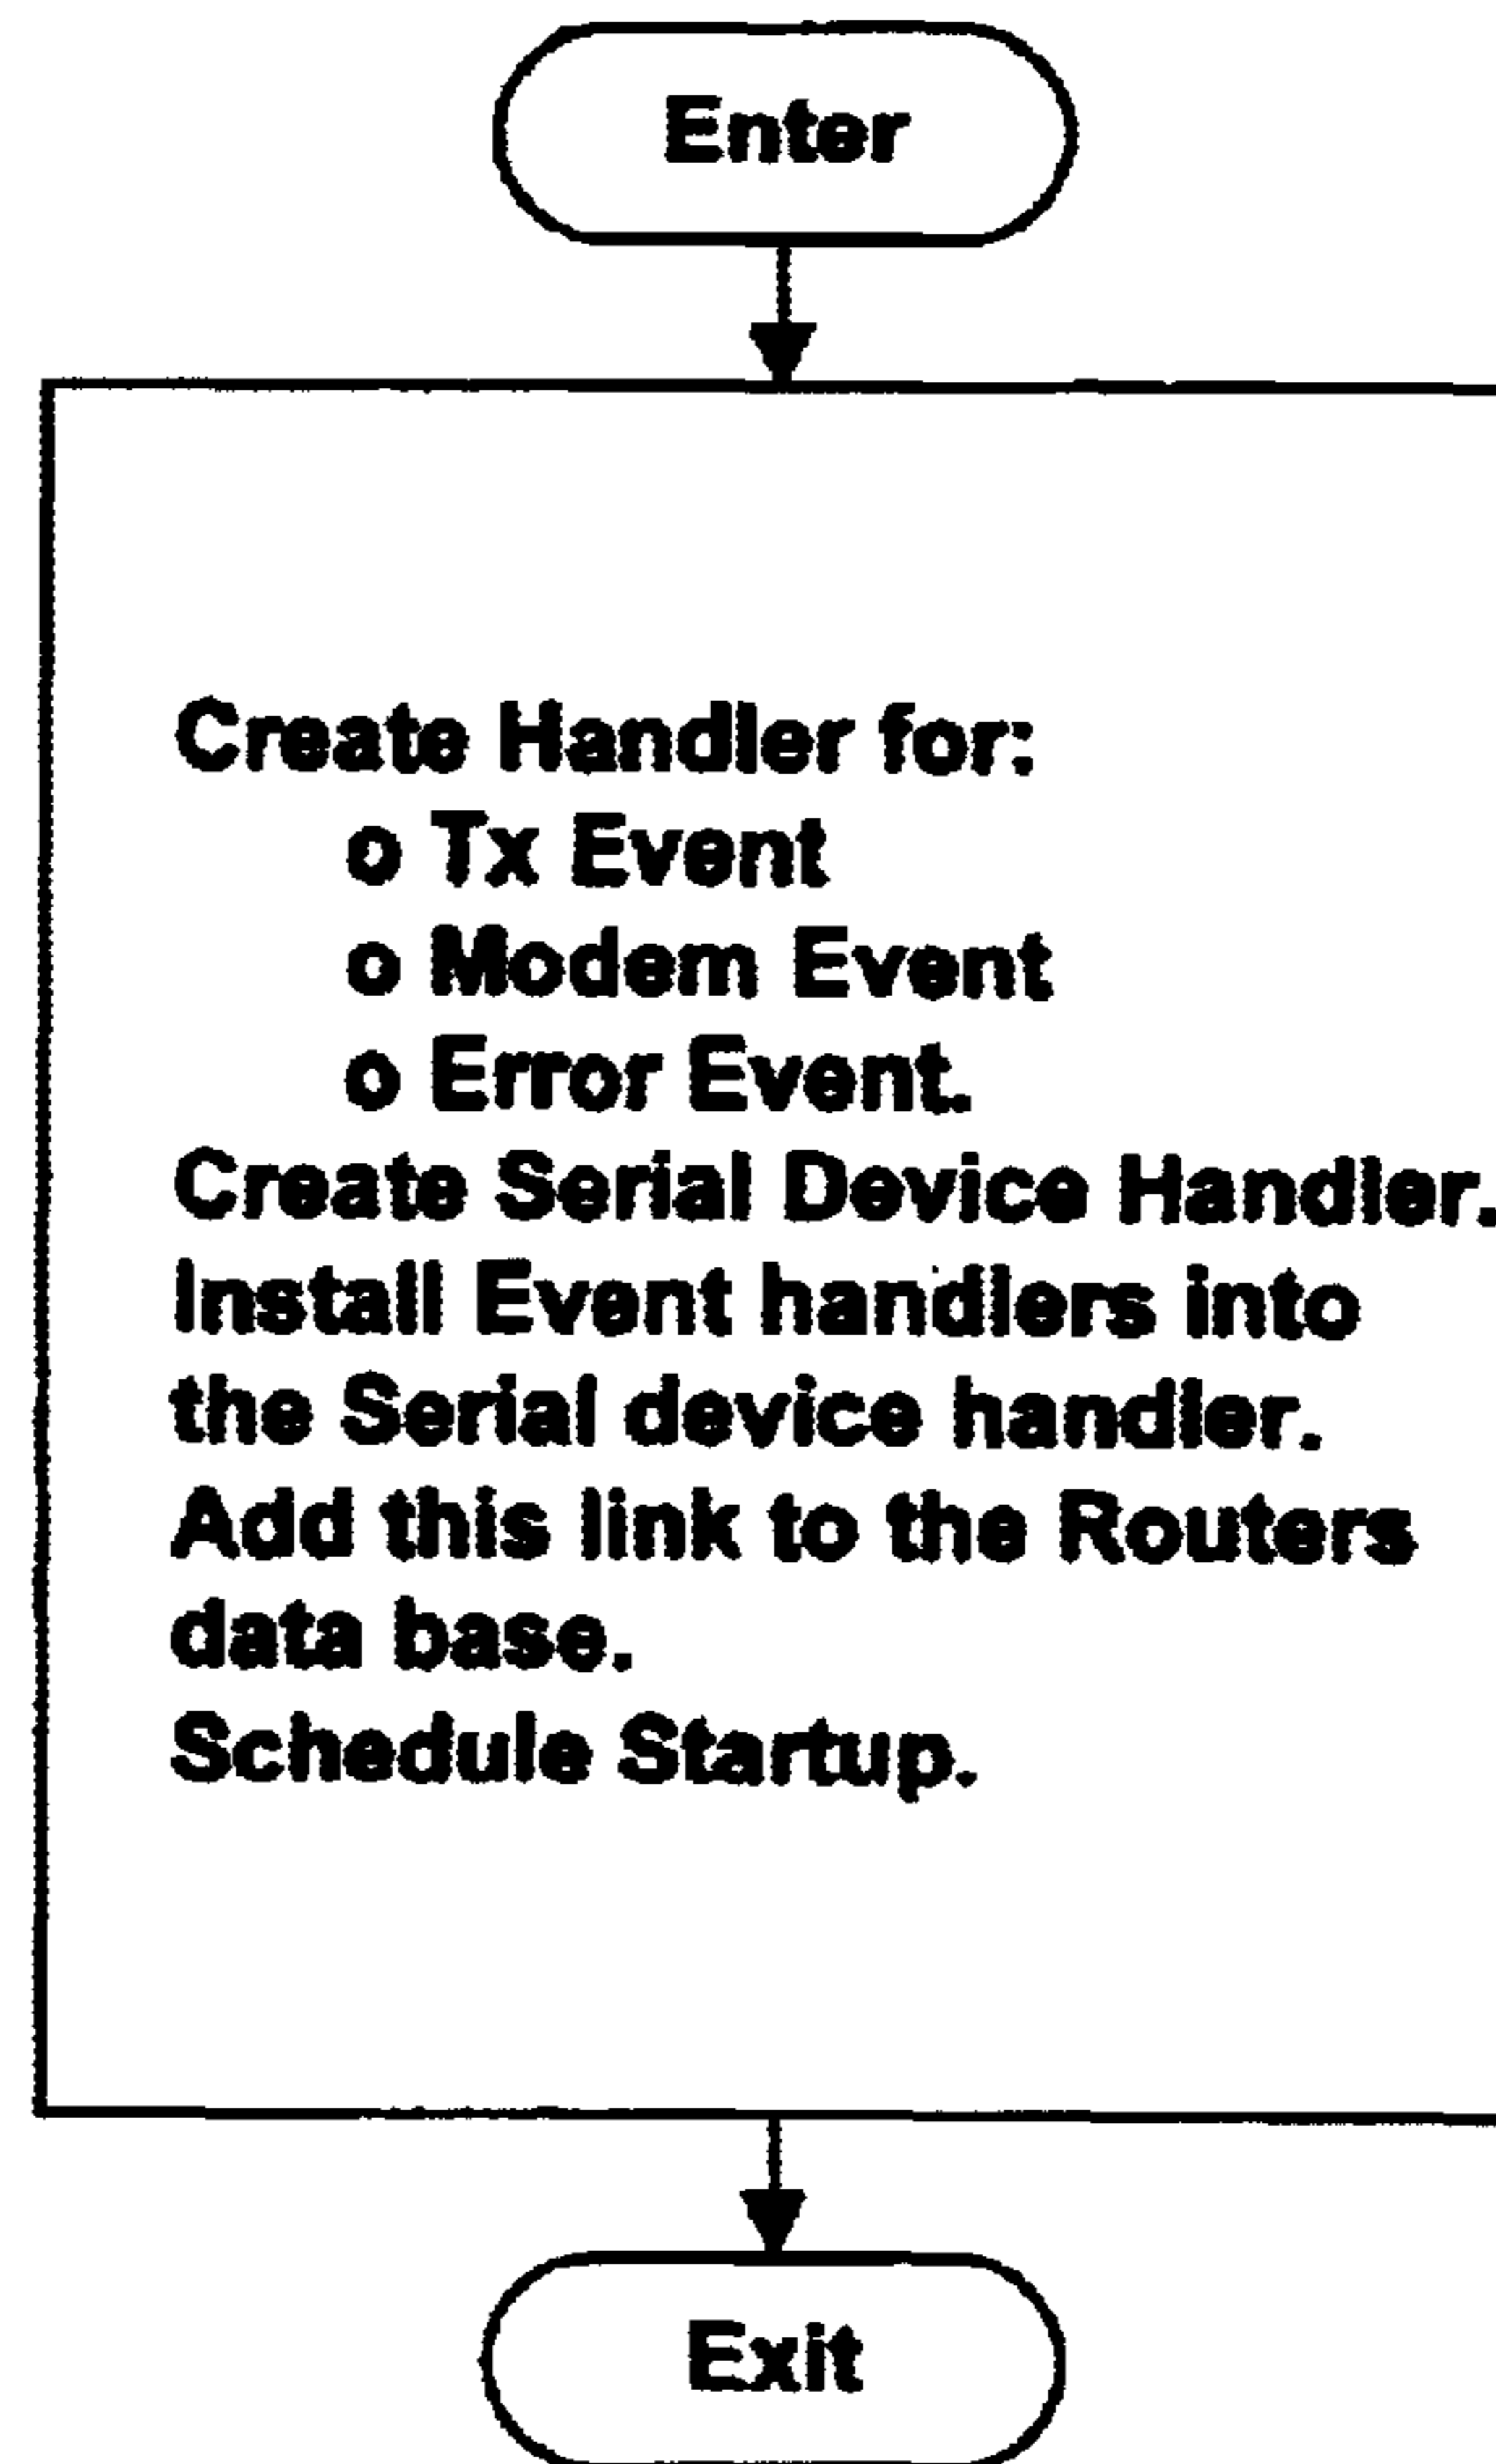 Enter
Create Handler for:
o Tx Event
o Modem Event
o Error Event.
Create Serial Device Handler.
Install Event handlers into
the Serial device handler.
Add this link to the Routers
data base.
Schedule Startup.
Exit